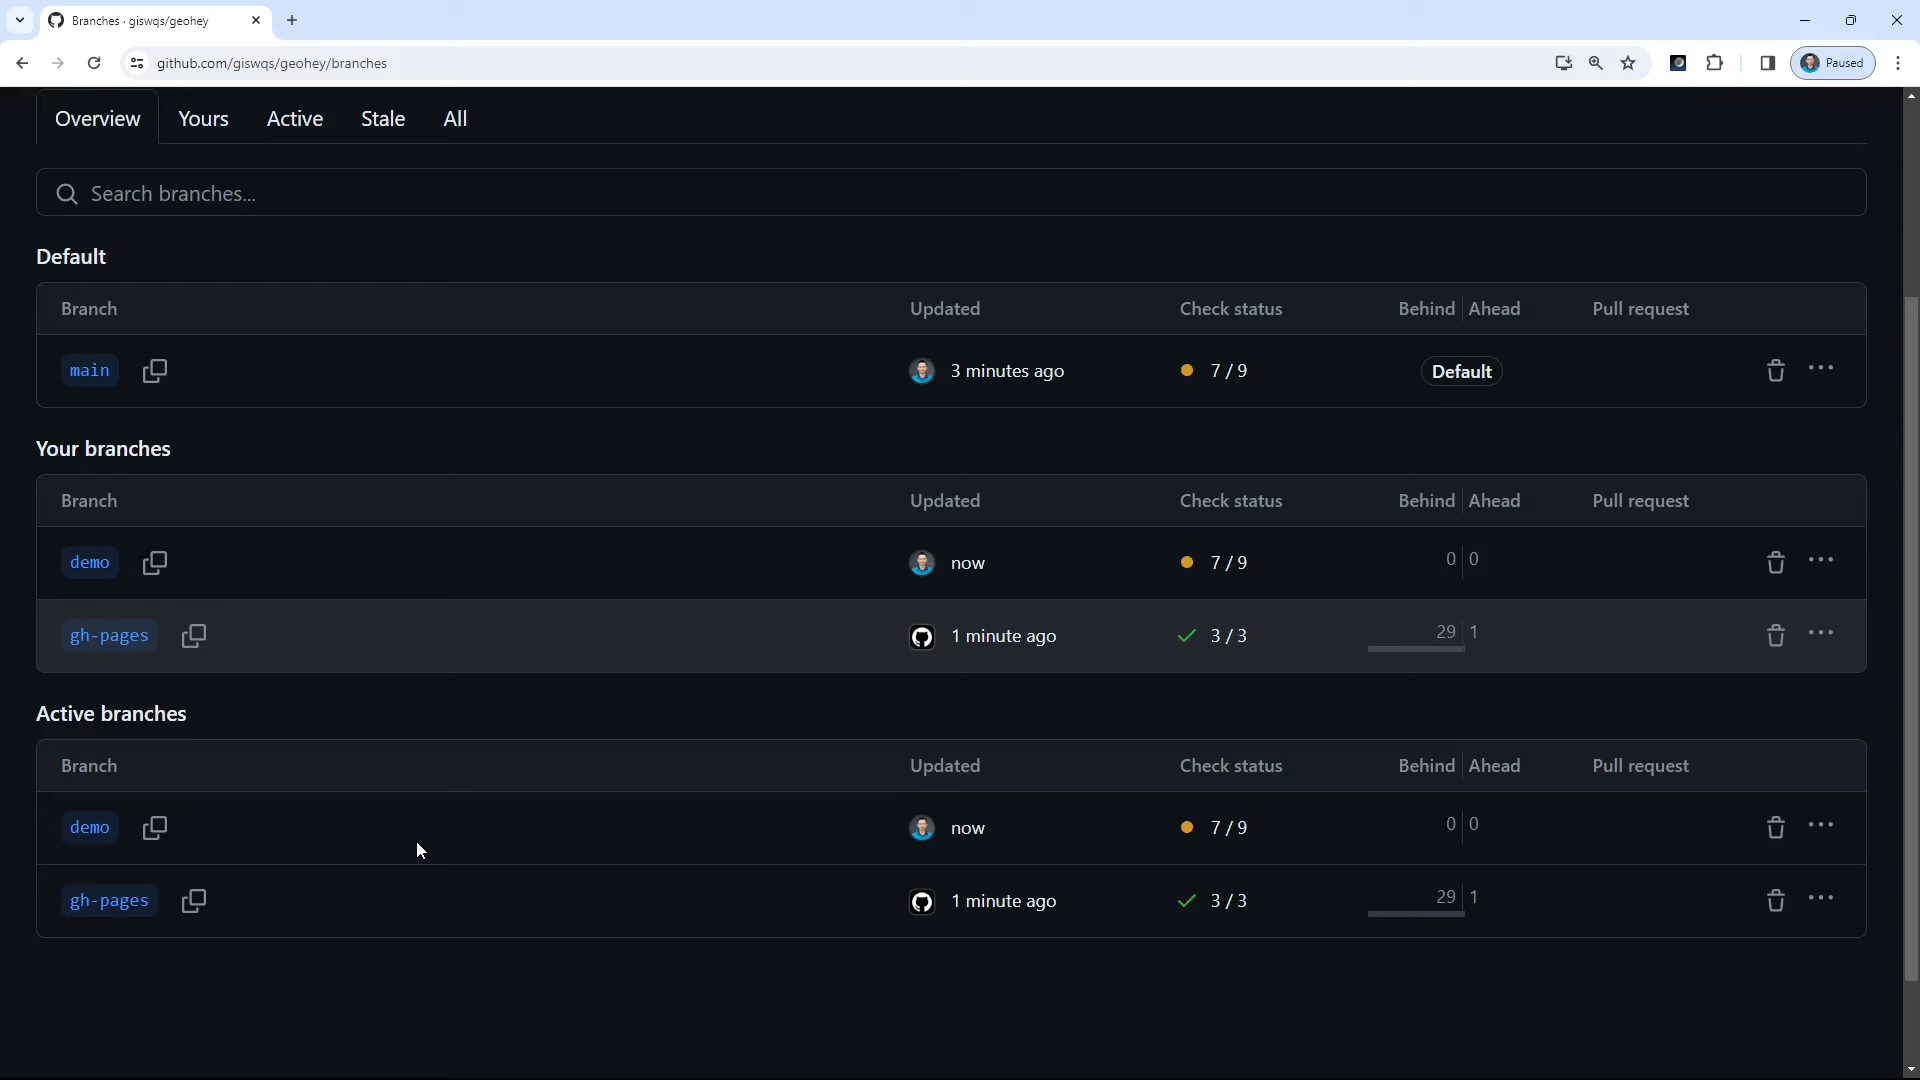 Branches · giswqs/geohey
github.com/giswqs/geohey/branches
Paused
Overview Yours Active Stale All
Search branches...
Default
Branch Updated Check status Behind Ahead Pull request
main 3 minutes ago 7 / 9 Default
Your branches
Branch Updated Check status Behind Ahead Pull request
demo now 7 / 9 0 0
gh-pages 1 minute ago 3 / 3 29 1
Active branches
Branch Updated Check status Behind Ahead Pull request
demo now 7 / 9 0 0
gh-pages 1 minute ago 3 / 3 29 1